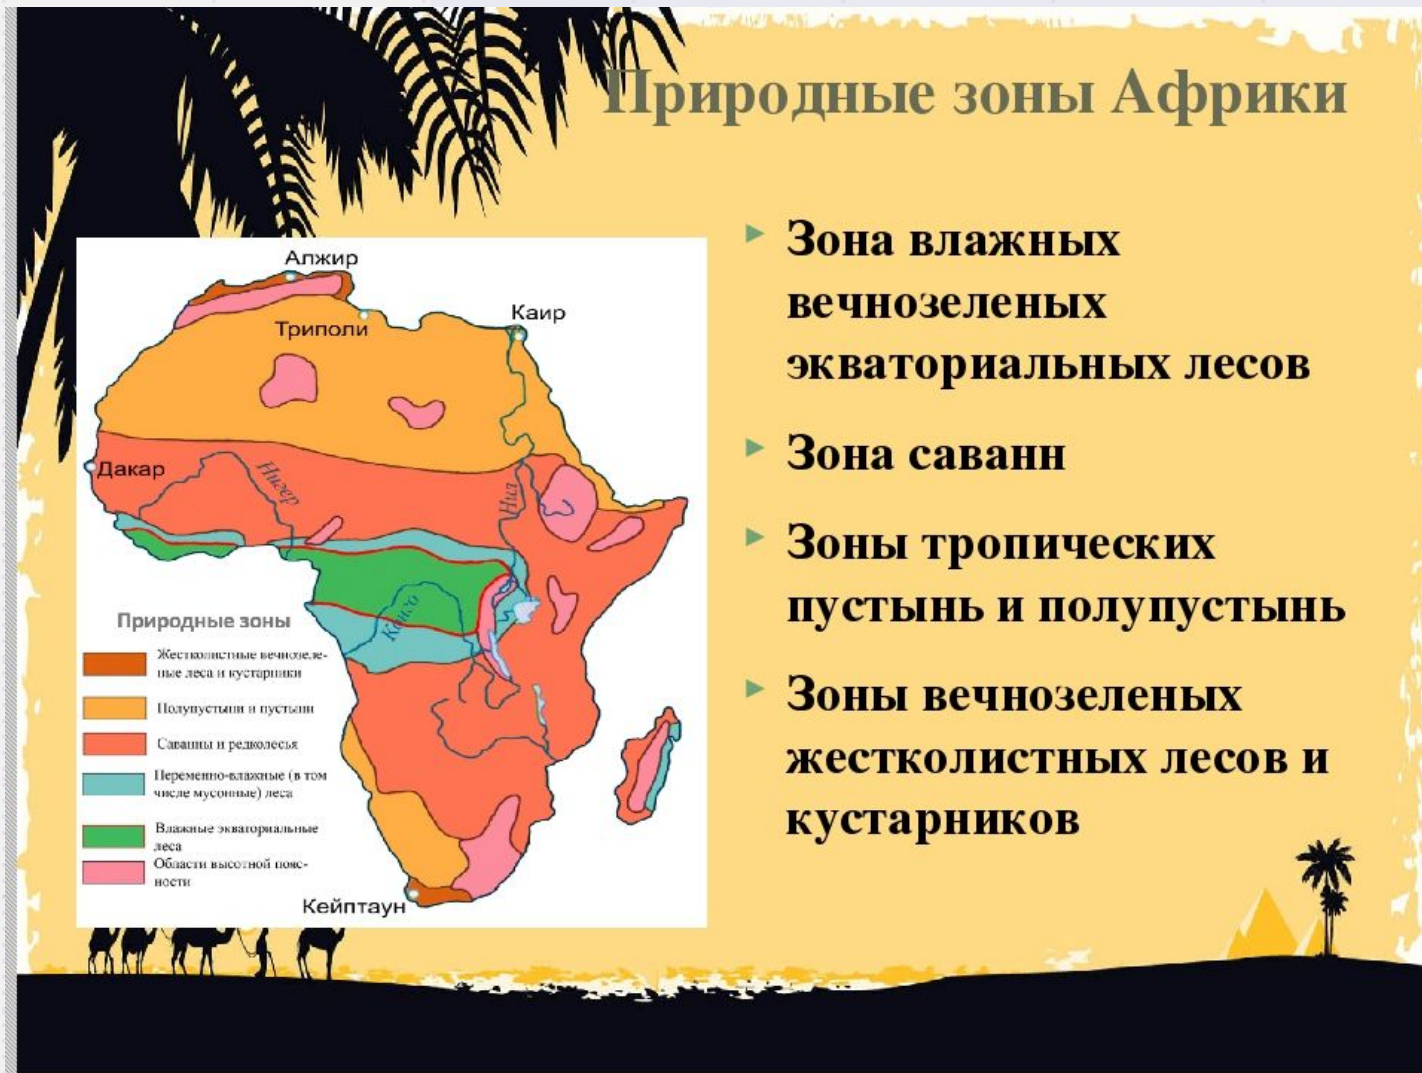 Природные зоны Африки
Зона влажных
вечнозеленых
экваториальных лесов
Зона саванн
Зоны тропических
пустынь и полупустынь
Зоны вечнозеленых
жестколистных лесов и
кустарников
Алжир
Триполи
Каир
Дакар
Нигер
Нил
Конго
Кейптаун
Природные зоны
Жестколистные вечнозеле-
ные леса и кустарники
Полупустыни и пустыни
Саванны и редколесья
Переменно-влажные (в том
числе муссонные) леса
Влажные экваториальные
леса
Области высотной пояс-
ности